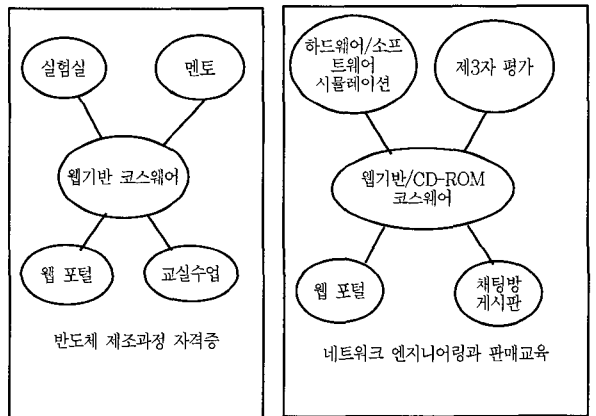 실험실
멘토
웹기반 코스웨어
웹 포털
교실수업
반도체 제조과정 자격증
하드웨어/소프
트웨어
시뮬레이션
제3자 평가
웹기반/CD-ROM
코스웨어
웹 포털
채팅방
게시판
네트워크 엔지니어링과 판매교육